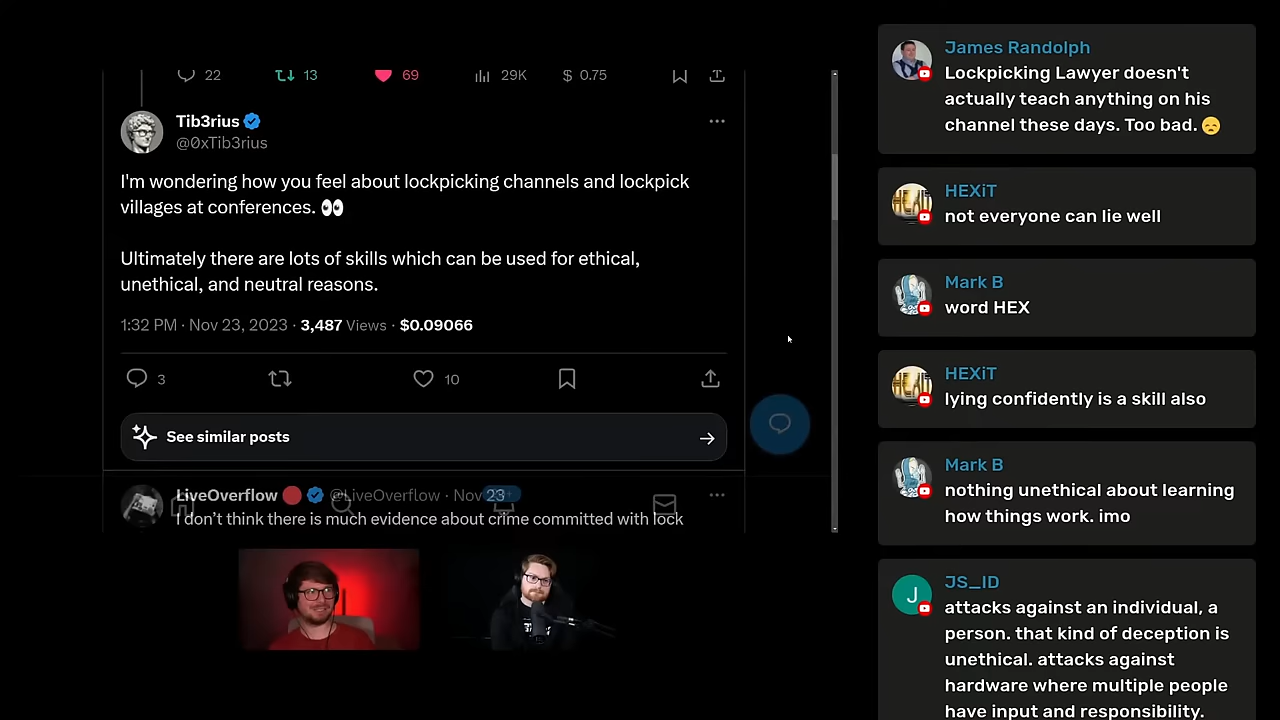 22 13 69 29K $ 0.75
Tib3rius
@0xTib3rius
I'm wondering how you feel about lockpicking channels and lockpick
villages at conferences. 👀
Ultimately there are lots of skills which can be used for ethical,
unethical, and neutral reasons.
1:32 PM · Nov 23, 2023 · 3,487 Views · $0.09066
3 10
See similar posts
LiveOverflow 🔴 @LiveOverflow · Nov 23
I don't think there is much evidence about crime committed with lock
James Randolph
Lockpicking Lawyer doesn't
actually teach anything on his
channel these days. Too bad. 😞
HEXiT
not everyone can lie well
Mark B
word HEX
HEXiT
lying confidently is a skill also
Mark B
nothing unethical about learning
how things work. imo
J
JS_ID
attacks against an individual, a
person. that kind of deception is
unethical. attacks against
hardware where multiple people
have input and responsibility.